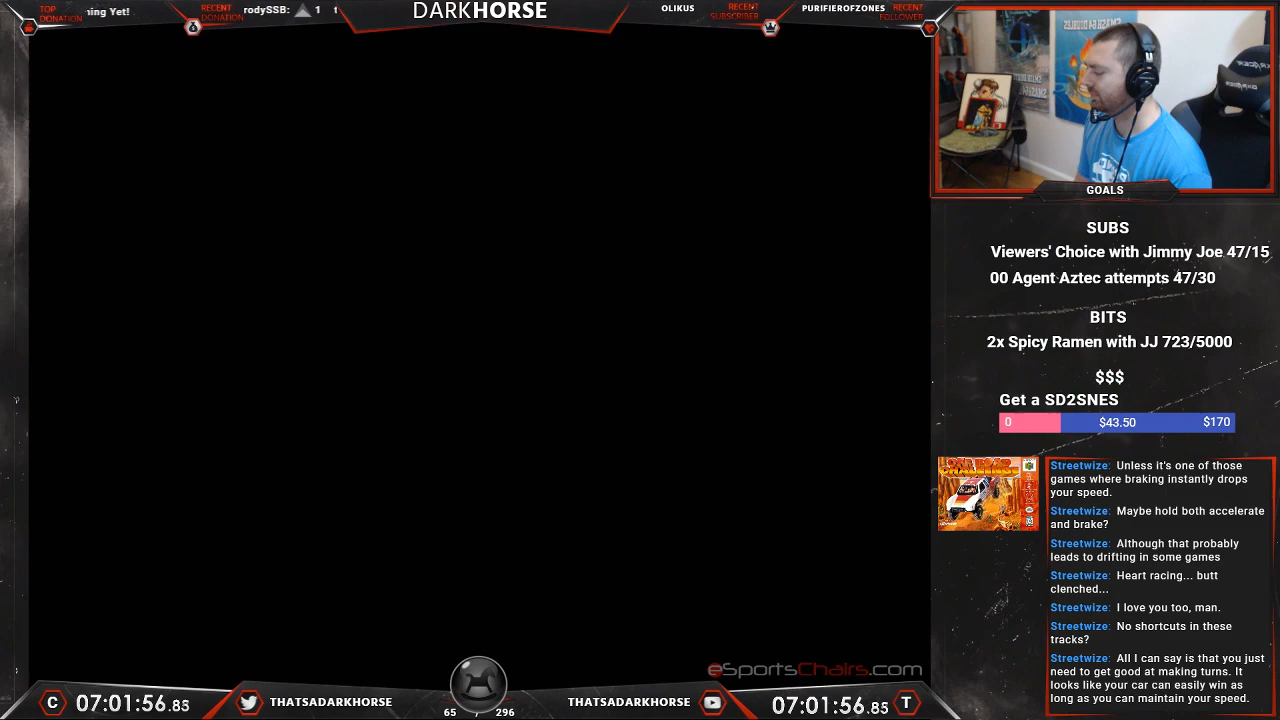 TOP
DONATION
ning Yet!
RECENT
DONATION
rodySSB:
1
DARKHORSE
OLIKUS
RECENT
SUBSCRIBER
PURIFIEROFZONES
RECENT
FOLLOWER
GOALS
SUBS
Viewers' Choice with Jimmy Joe 47/15
00 Agent Aztec attempts 47/30
BITS
2x Spicy Ramen with JJ 723/5000
$$$
Get a SD2SNES
0 $43.50 $170
Streetwize: Unless it's one of those
games where braking instantly drops
your speed.
Streetwize: Maybe hold both accelerate
and brake?
Streetwize: Although that probably
leads to drifting in some games
Streetwize: Heart racing... butt
clenched...
Streetwize: I love you too, man.
Streetwize: No shortcuts in these
tracks?
Streetwize: All I can say is that you just
need to get good at making turns. It
looks like your car can easily win as
long as you can maintain your speed.
eSportsChairs.com
C 07:01:56.85
THATSADARKHORSE
65 / 296
THATSADARKHORSE
07:01:56.85 T